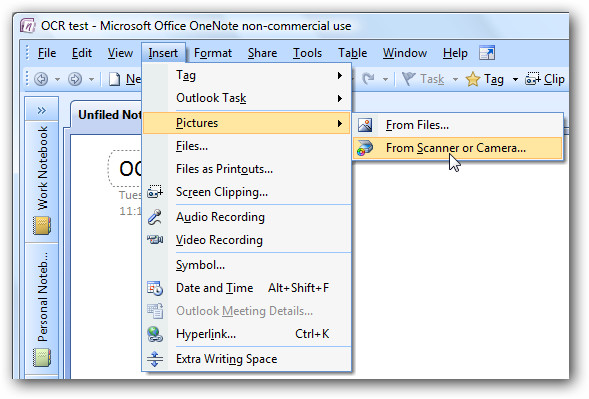 OCR test - Microsoft Office OneNote non-commercial use
File Edit View Insert Format Share Tools Table Window Help
Ne Task Tag Clip
Unfiled No
Work Notebook
Personal Noteb...
OC
Tues
11:1
Tag
Outlook Task
Pictures
Files...
Files as Printouts...
Screen Clipping...
Audio Recording
Video Recording
Symbol...
Date and Time Alt+Shift+F
Outlook Meeting Details...
Hyperlink... Ctrl+K
Extra Writing Space
From Files...
From Scanner or Camera...